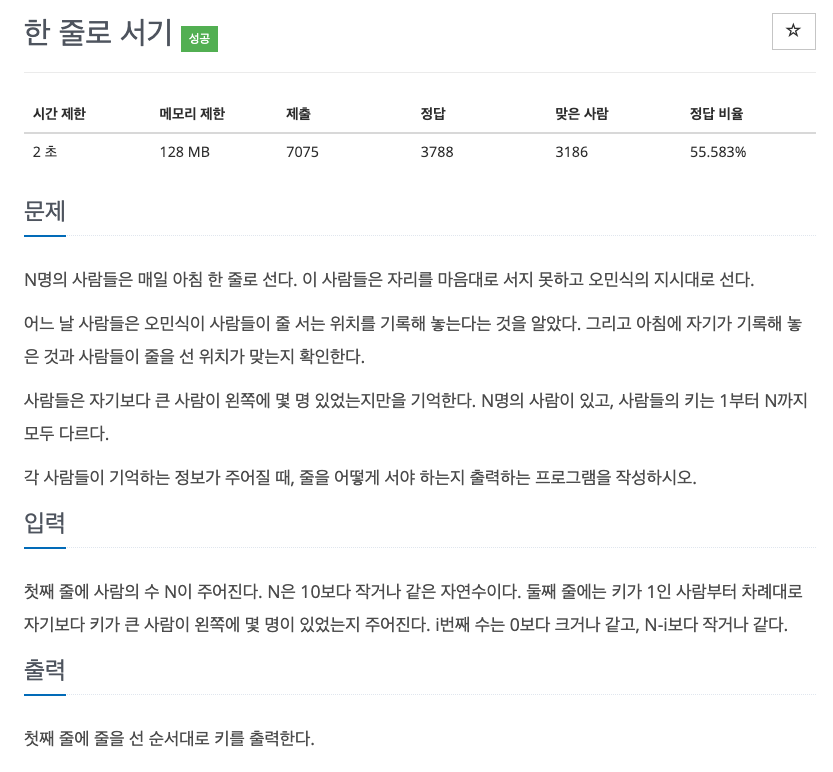 한 줄로 서기 성공
☆
시간 제한 메모리 제한 제출 정답 맞은 사람 정답 비율
2 초 128 MB 7075 3788 3186 55.583%
문제
N명의 사람들은 매일 아침 한 줄로 선다. 이 사람들은 자리를 마음대로 서지 못하고 오민식의 지시대로 선다.
어느 날 사람들은 오민식이 사람들이 줄 서는 위치를 기록해 놓는다는 것을 알았다. 그리고 아침에 자기가 기록해 놓
은 것과 사람들이 줄을 선 위치가 맞는지 확인한다.
사람들은 자기보다 큰 사람이 왼쪽에 몇 명 있었는지만을 기억한다. N명의 사람이 있고, 사람들의 키는 1부터 N까지
모두 다르다.
각 사람들이 기억하는 정보가 주어질 때, 줄을 어떻게 서야 하는지 출력하는 프로그램을 작성하시오.
입력
첫째 줄에 사람의 수 N이 주어진다. N은 10보다 작거나 같은 자연수이다. 둘째 줄에는 키가 1인 사람부터 차례대로
자기보다 키가 큰 사람이 왼쪽에 몇 명이 있었는지 주어진다. i번째 수는 0보다 크거나 같고, N-i보다 작거나 같다.
출력
첫째 줄에 줄을 선 순서대로 키를 출력한다.